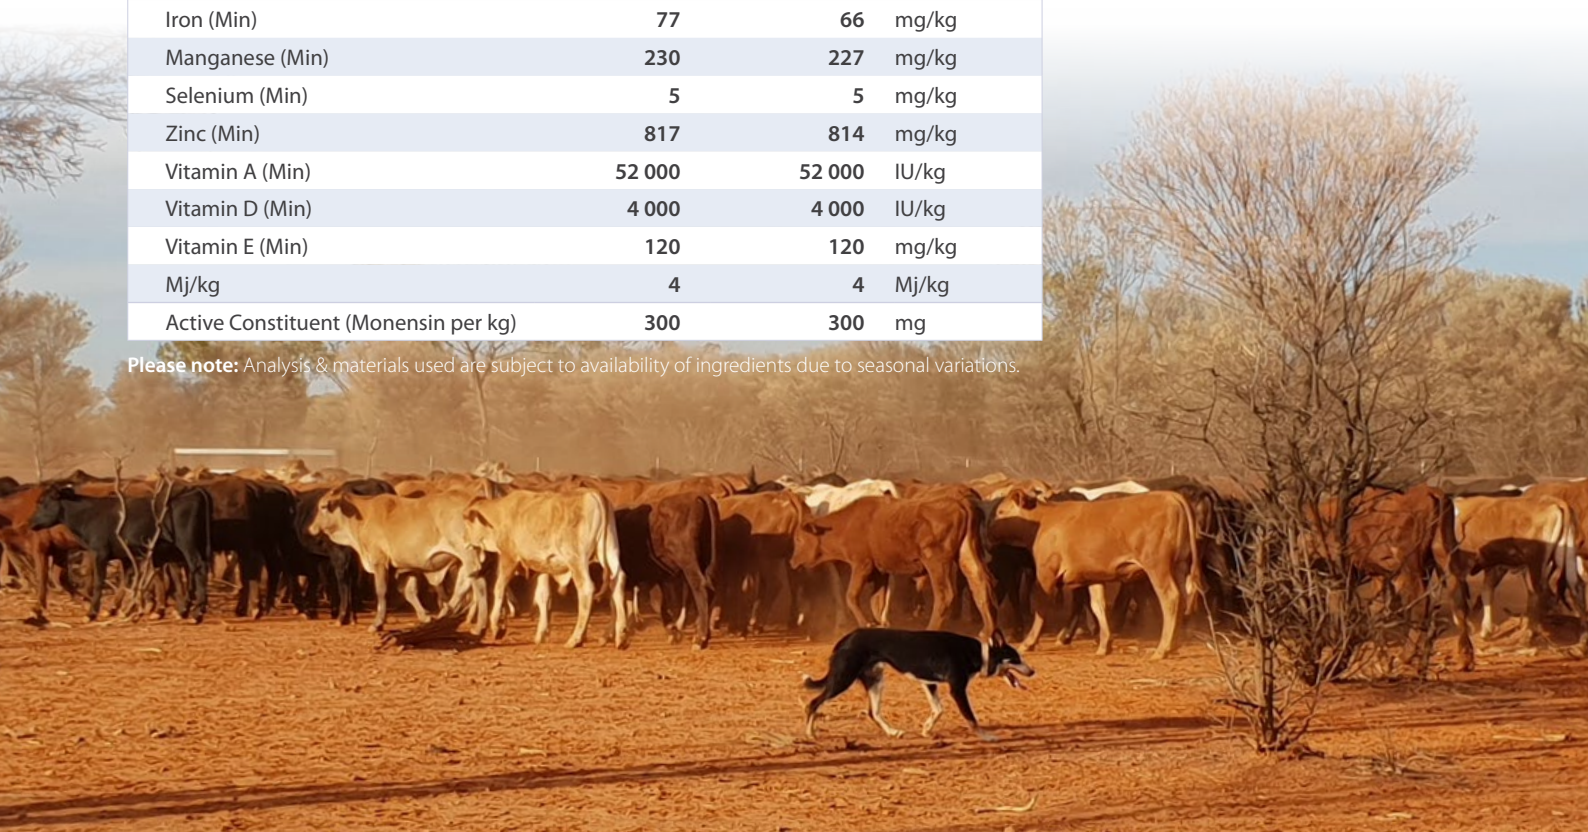 Iron (Min) 77 66 mg/kg
Manganese (Min) 230 227 mg/kg
Selenium (Min) 5 5 mg/kg
Zinc (Min) 817 814 mg/kg
Vitamin A (Min) 52 000 52 000 IU/kg
Vitamin D (Min) 4 000 4 000 IU/kg
Vitamin E (Min) 120 120 mg/kg
Mj/kg 4 4 Mj/kg
Active Constituent (Monensin per kg) 300 300 mg
Please note: Analysis & materials used are subject to availability of ingredients due to seasonal variations.